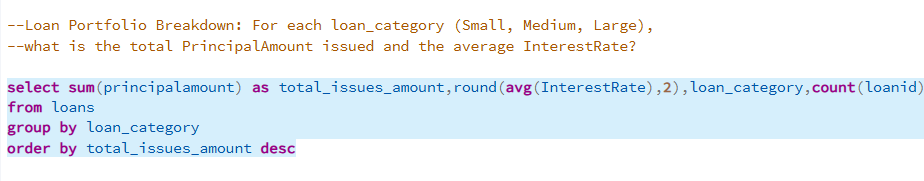 --Loan Portfolio Breakdown: For each loan_category (Small, Medium, Large),
--what is the total PrincipalAmount issued and the average InterestRate?
select sum(principalamount) as total_issues_amount,round(avg(InterestRate),2),loan_category,count(loanid)
from loans
group by loan_category
order by total_issues_amount desc